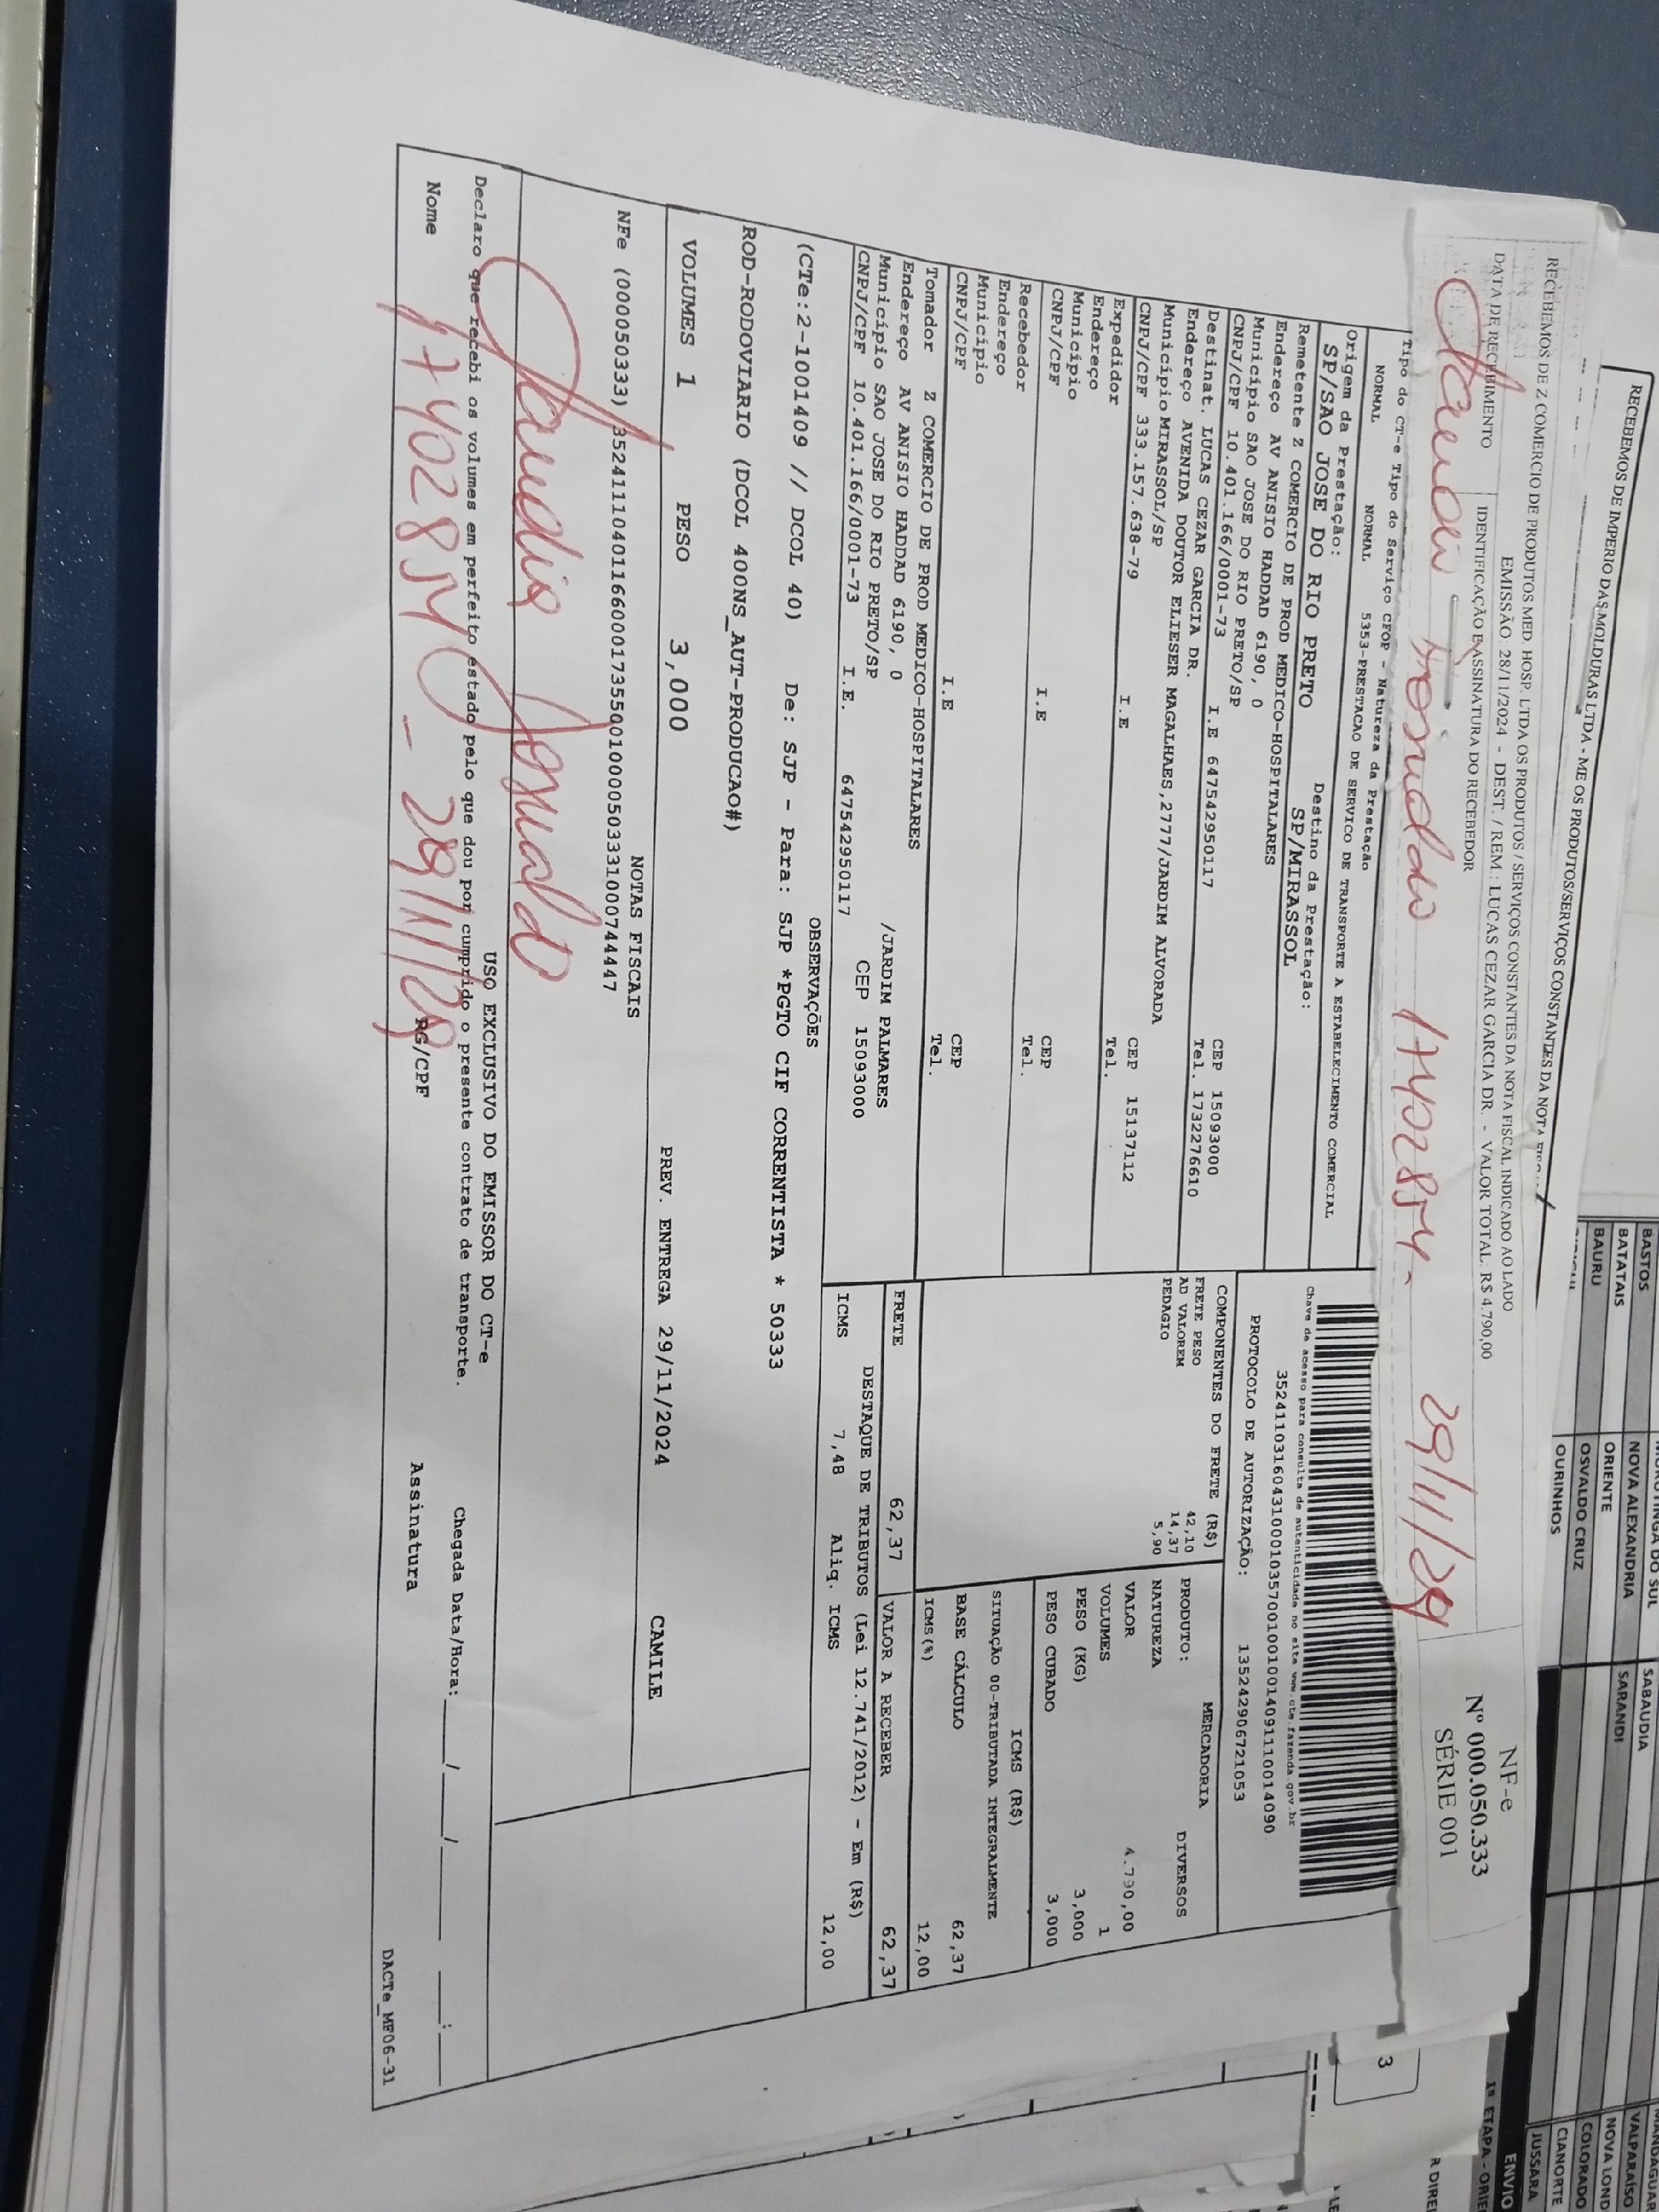 RECEBEMOS DE IMPERIO DAS MOLDURAS LTDA - ME OS PRODUTOS/SERVIÇOS CONSTANTES DA NOTA
RECEBEMOS DE Z COMERCIO DE PRODUTOS MED. HOSP. LTDA OS PRODUTOS / SERVIÇOS CONSTANTES DA NOTA FISCAL INDICADO AO LADO
EMISSÃO: 28/11/2024 - DEST. / REM.: LUCAS CEZAR GARCIA DR. - VALOR TOTAL: R$ 4.790,00
DATA DE RECEBIMENTO
IDENTIFICAÇÃO E ASSINATURA DO RECEBEDOR
NF-e
Nº 000.050.333
SÉRIE 001
29/11/24
Tipo do CT-e Tipo do Serviço CFOP - Natureza da Prestação
NORMAL NORMAL 5353-PRESTACAO DE SERVICO DE TRANSPORTE A ESTABELECIMENTO COMERCIAL
Origem da Prestação: Destino da Prestação:
SP/SAO JOSE DO RIO PRETO SP/MIRASSOL
Remetente Z COMERCIO DE PROD MEDICO-HOSPITALARES
Endereço AV ANISIO HADDAD 6190, 0
Município SAO JOSE DO RIO PRETO/SP CEP 15093000
CNPJ/CPF 10.401.166/0001-73 I.E 647542950117 Tel. 1732276610
Destinat. LUCAS CEZAR GARCIA DR.
Endereço AVENIDA DOUTOR ELIESER MAGALHAES,2777/JARDIM ALVORADA
Município MIRASSOL/SP CEP 15137112
CNPJ/CPF 333.157.638-79 I.E Tel.
Expedidor
Endereço
Município CEP
CNPJ/CPF I.E Tel.
Recebedor
Endereço
Município CEP
CNPJ/CPF I.E Tel.
Tomador Z COMERCIO DE PROD MEDICO-HOSPITALARES
Endereço AV ANISIO HADDAD 6190, 0 /JARDIM PALMARES
Município SAO JOSE DO RIO PRETO/SP CEP 15093000
CNPJ/CPF 10.401.166/0001-73 I.E. 647542950117
Chave de acesso para consulta de autenticidade no site www.cte.fazenda.gov.br
35241103160431000103570010010014091110014090
PROTOCOLO DE AUTORIZAÇÃO: 135242906721053
COMPONENTES DO FRETE (R$)
FRETE PESO 42,10
AD VALOREM 14,37
PEDAGIO 5,90
MERCADORIA
PRODUTO: DIVERSOS
NATUREZA
VALOR 4.790,00
VOLUMES 1
PESO (KG) 3,000
PESO CUBADO 3,000
ICMS (R$)
SITUAÇÃO 00-TRIBUTADA INTEGRALMENTE
BASE CÁLCULO 62,37
ICMS(%) 12,00
FRETE 62,37
VALOR A RECEBER 62,37
DESTAQUE DE TRIBUTOS (Lei 12.741/2012) - Em (R$)
ICMS 7,48 Aliq. ICMS 12,00
OBSERVAÇÕES
(CTe:2-1001409 // DCOL 40) De: SJP - Para: SJP *PGTO CIF CORRENTISTA * 50333
ROD-RODOVIARIO (DCOL 400NS_AUT-PRODUCAO#)
VOLUMES 1 PESO 3,000 PREV. ENTREGA 29/11/2024 CAMILE
NOTAS FISCAIS
NFe (000050333) 35241110401166000173550010000503331000744447
USO EXCLUSIVO DO EMISSOR DO CT-e
Declaro que recebi os volumes em perfeito estado pelo que dou por cumprido o presente contrato de transporte. Chegada Data/Hora: ___/___/___ __:__
Nome RG/CPF Assinatura
29/11/24
DACTe_MF06-31
BASTOS
BATATAIS
BAURU
NOVA ALEXANDRIA
ORIENTE
OSVALDO CRUZ
OURINHOS
SABAUDIA
SARANDI
VALPARAÍSO
NOVA LOND
COLORADO
CIANORTE
JUSSARA
ENVIO
1ª ETAPA - ORIE
R DIREI
3